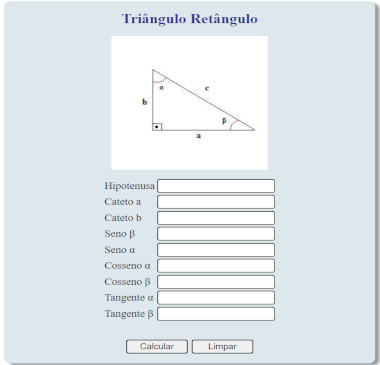 Triângulo Retângulo
α
c
b
β
a
Hipotenusa
Cateto a
Cateto b
Seno β
Seno α
Cosseno α
Cosseno β
Tangente α
Tangente β
Calcular Limpar